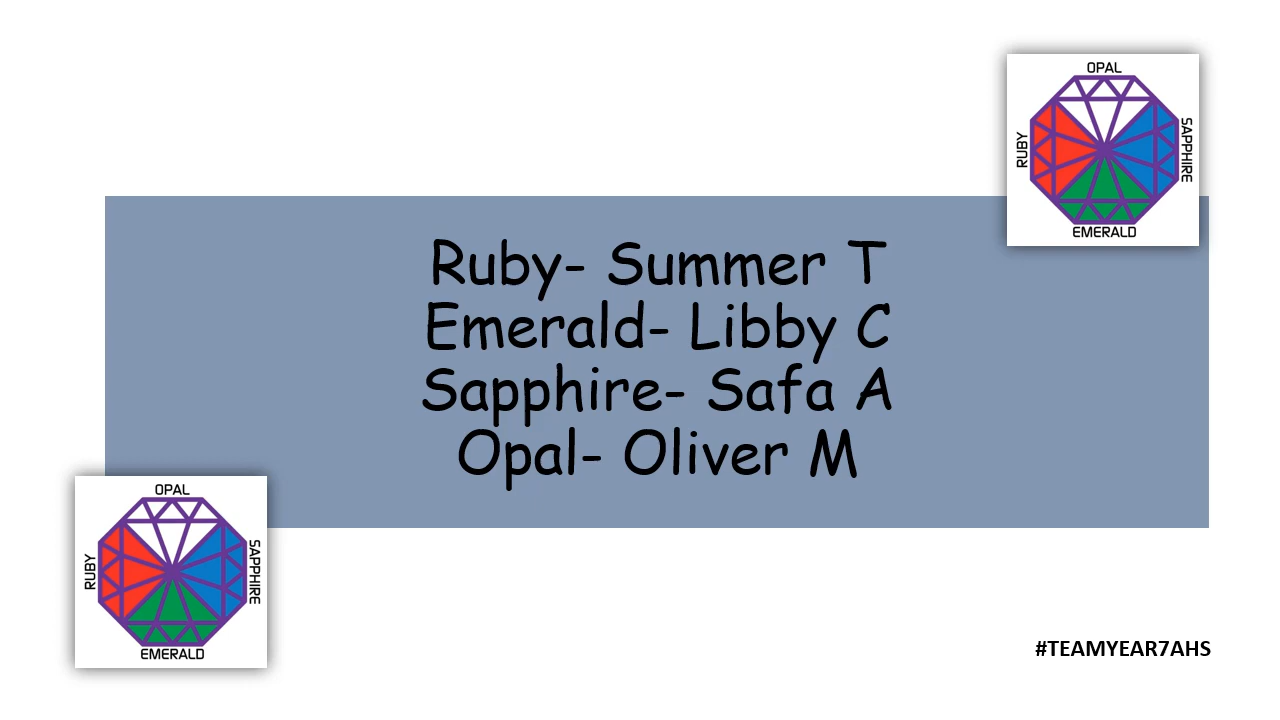 OPAL
RUBY
SAPPHIRE
EMERALD
Ruby- Summer T
Emerald- Libby C
Sapphire- Safa A
Opal- Oliver M
OPAL
RUBY
SAPPHIRE
EMERALD
#TEAMYEAR7AHS